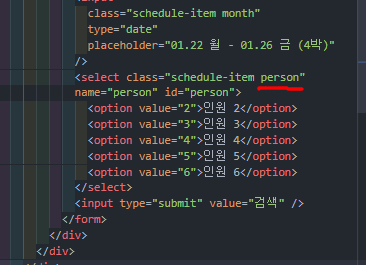 class="schedule-item month"
type="date"
placeholder="01.22 월 - 01.26 금 (4박)"
/>
<select class="schedule-item person"
name="person" id="person">
<option value="2">인원 2</option>
<option value="3">인원 3</option>
<option value="4">인원 4</option>
<option value="5">인원 5</option>
<option value="6">인원 6</option>
</select>
<input type="submit" value="검색" />
</form>
</div>
</div>